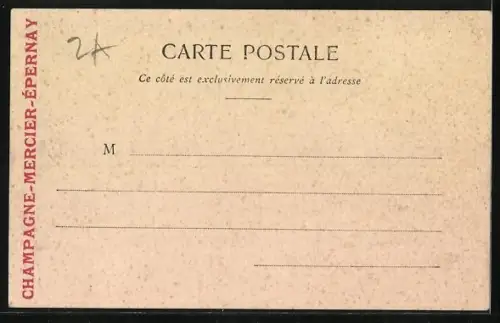 2A
CARTE POSTALE
Ce côté est exclusivement réservé à l'adresse
M
CHAMPAGNE-MERCIER-ÉPERNAY